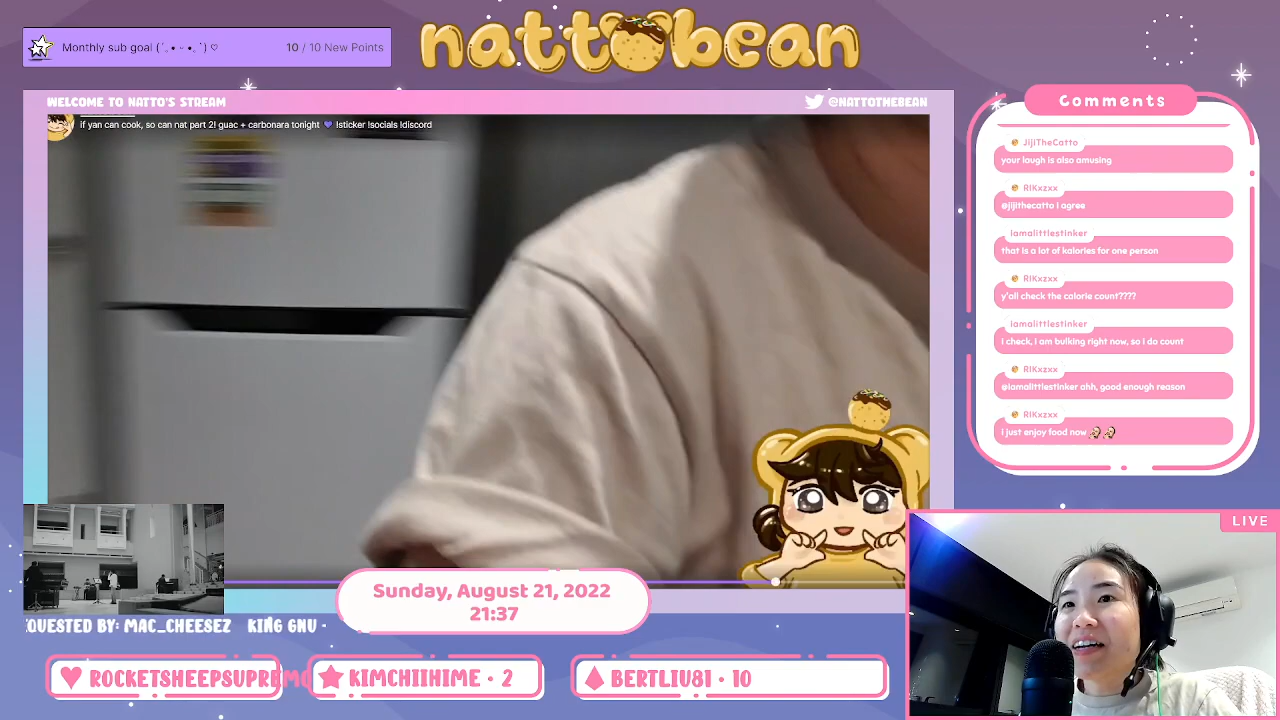 Monthly sub goal (´｡• ᵕ •｡`) ♡
10 / 10 New Points
nattobean
WELCOME TO NATTO'S STREAM
@NATTOTHEBEAN
if yan can cook, so can nat part 2! guac + carbonara tonight 💜 !sticker !socials !discord
Comments
JijiTheCatto
your laugh is also amusing
RIKxzxx
@jijithecatto i agree
Iamalittlestinker
that is a lot of kalories for one person
RIKxzxx
y'all check the calorie count????
Iamalittlestinker
i check, i am bulking right now, so i do count
RIKxzxx
@iamalittlestinker ahh, good enough reason
RIKxzxx
i just enjoy food now
LIVE
Sunday, August 21, 2022
21:37
QUESTED BY: MAC_CHEESEZ KING GNU ·
ROCKETSHEEPSUPREMO
KIMCHIIHIME · 2
BERTLIU81 · 10